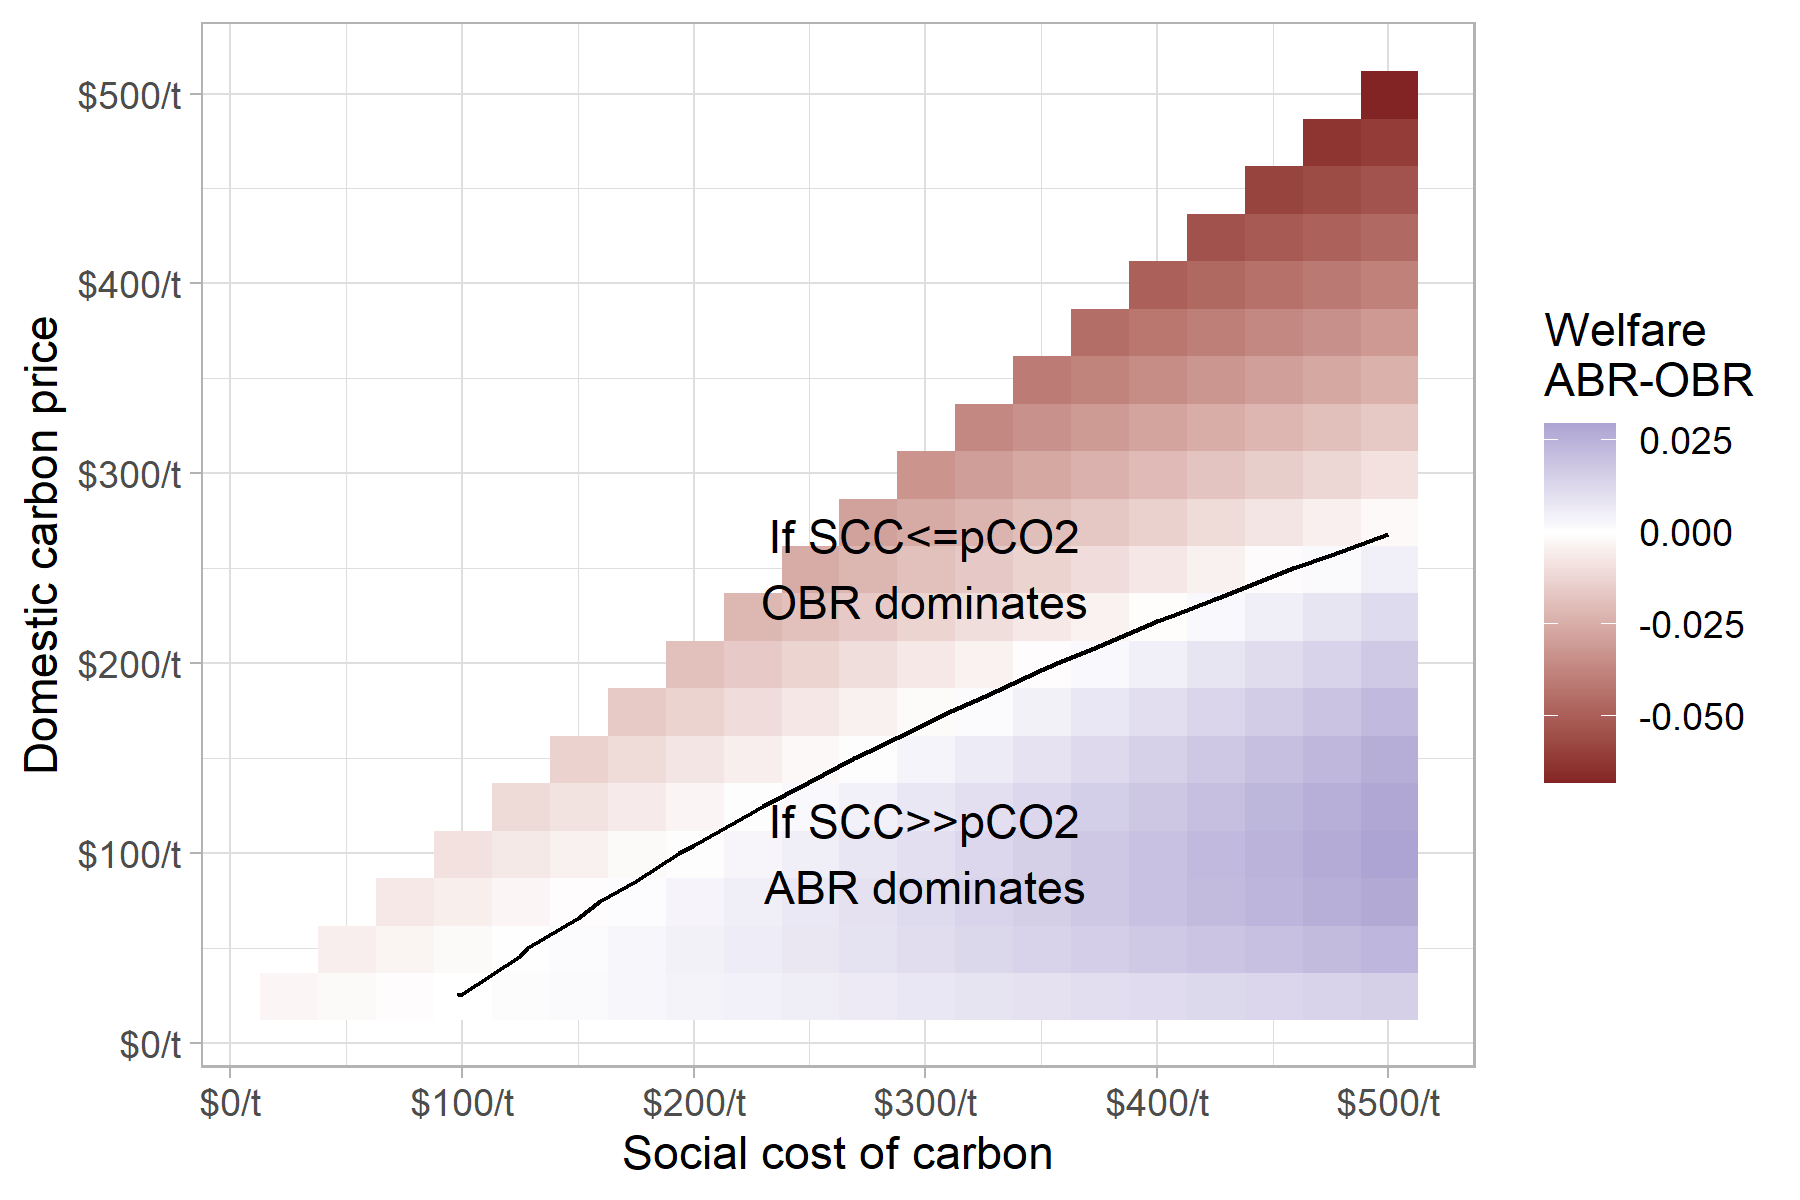 $500/t
$400/t
$300/t
$200/t
$100/t
$0/t
Domestic carbon price
If SCC<=pCO2
OBR dominates
If SCC>>pCO2
ABR dominates
$0/t
$100/t
$200/t
$300/t
$400/t
$500/t
Social cost of carbon
Welfare
ABR-OBR
0.025
0.000
-0.025
-0.050